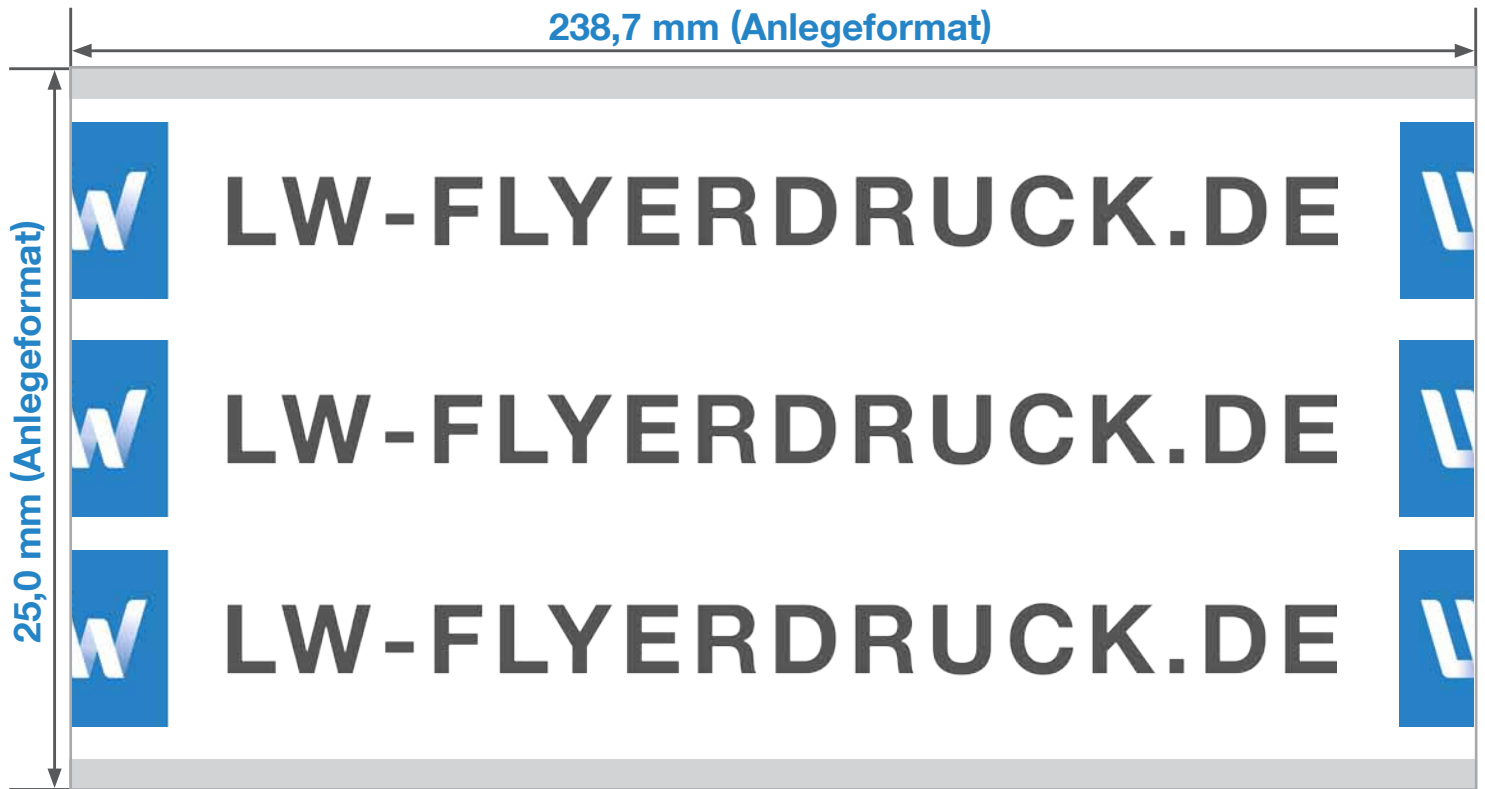 238,7 mm (Anlegeformat)
25,0 mm (Anlegeformat)
W LW-FLYERDRUCK.DE
W LW-FLYERDRUCK.DE
W LW-FLYERDRUCK.DE